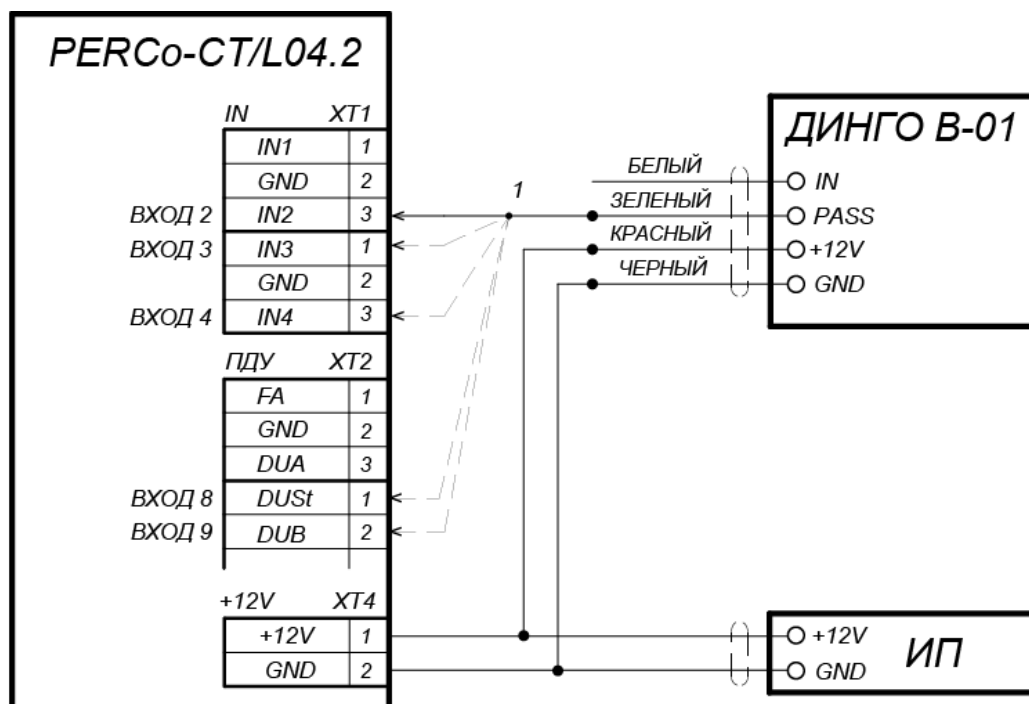 PERCo-CT/L04.2
IN XT1
IN1 1
GND 2
ВХОД 2 IN2 3
ВХОД 3 IN3 1
GND 2
ВХОД 4 IN4 3
ПДУ XT2
FA 1
GND 2
DUA 3
ВХОД 8 DUSt 1
ВХОД 9 DUB 2
+12V XT4
+12V 1
GND 2
1
БЕЛЫЙ
ЗЕЛЕНЫЙ
КРАСНЫЙ
ЧЕРНЫЙ
ДИНГО В-01
IN
PASS
+12V
GND
+12V
GND
ИП